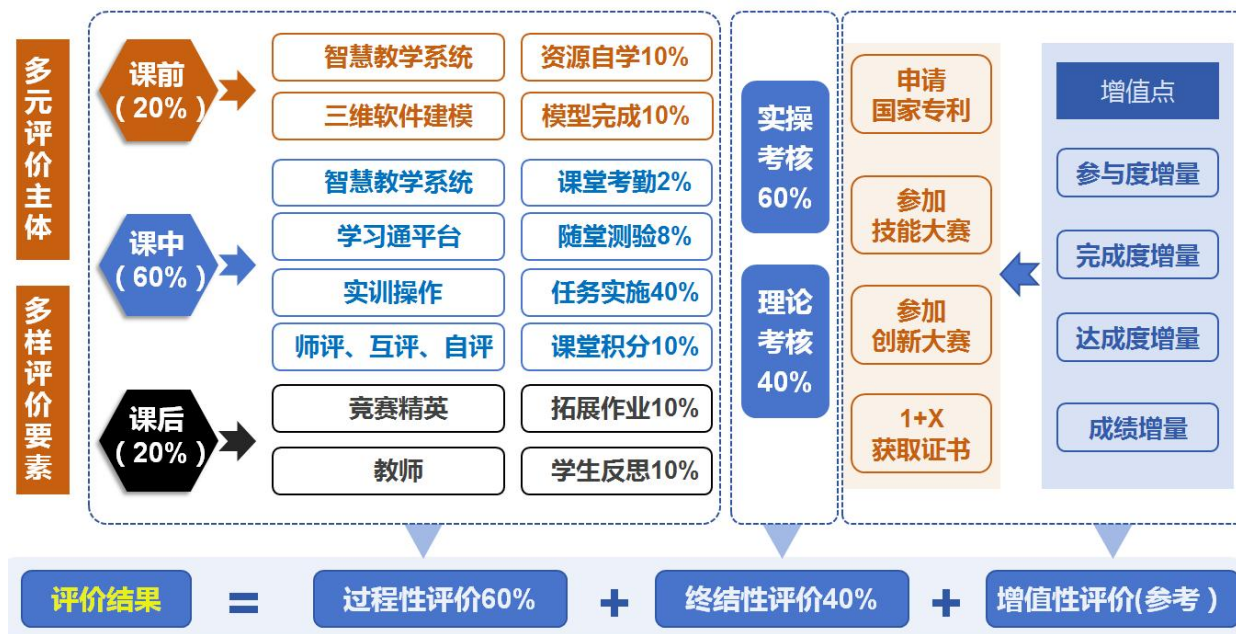 多元评价主体
多样评价要素
课前
（20%）
智慧教学系统
资源自学10%
三维软件建模
模型完成10%
课中
（60%）
智慧教学系统
课堂考勤2%
学习通平台
随堂测验8%
实训操作
任务实施40%
师评、互评、自评
课堂积分10%
课后
（20%）
竞赛精英
拓展作业10%
教师
学生反思10%
实操
考核
60%
理论
考核
40%
申请
国家专利
参加
技能大赛
参加
创新大赛
1+X
获取证书
增值点
参与度增量
完成度增量
达成度增量
成绩增量
评价结果 = 过程性评价60% + 终结性评价40% + 增值性评价(参考）